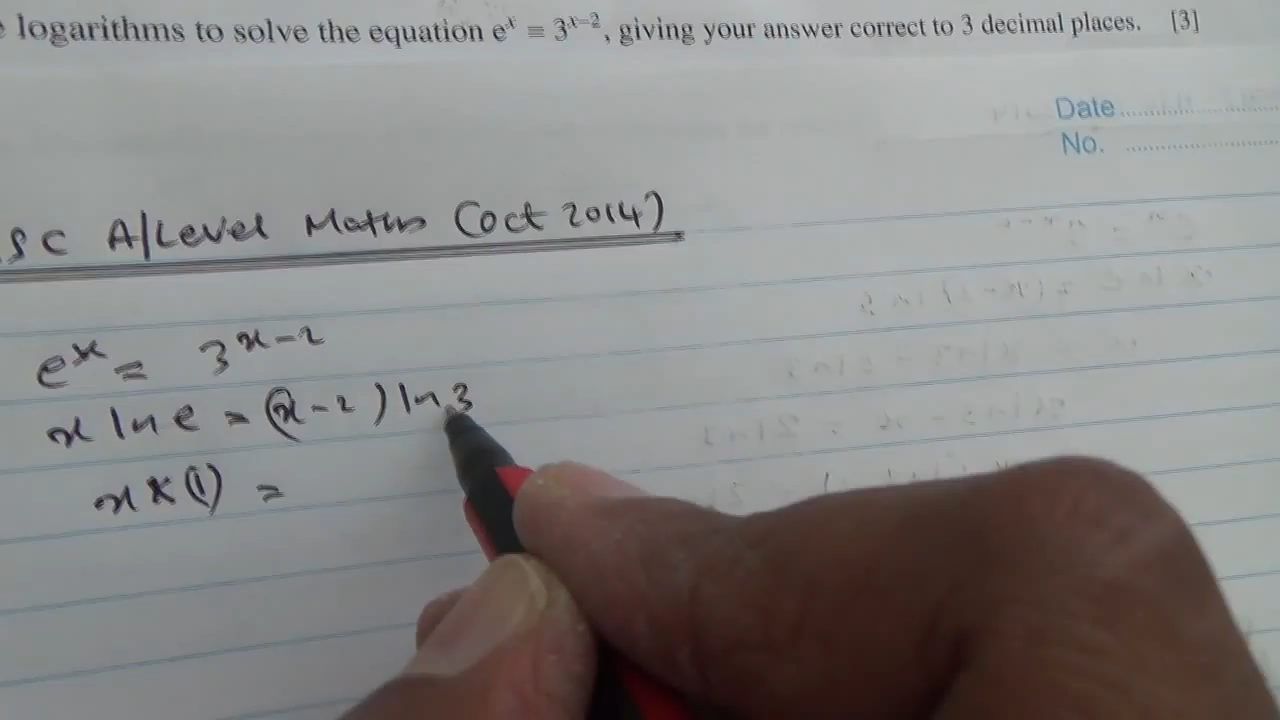 logarithms to solve the equation eˣ = 3ˣ⁻², giving your answer correct to 3 decimal places. [3]
Date
No.
SC A/Level Maths (Oct 2014)
eˣ = 3ˣ⁻²
x ln e = (x-2) ln 3
x × (1) =